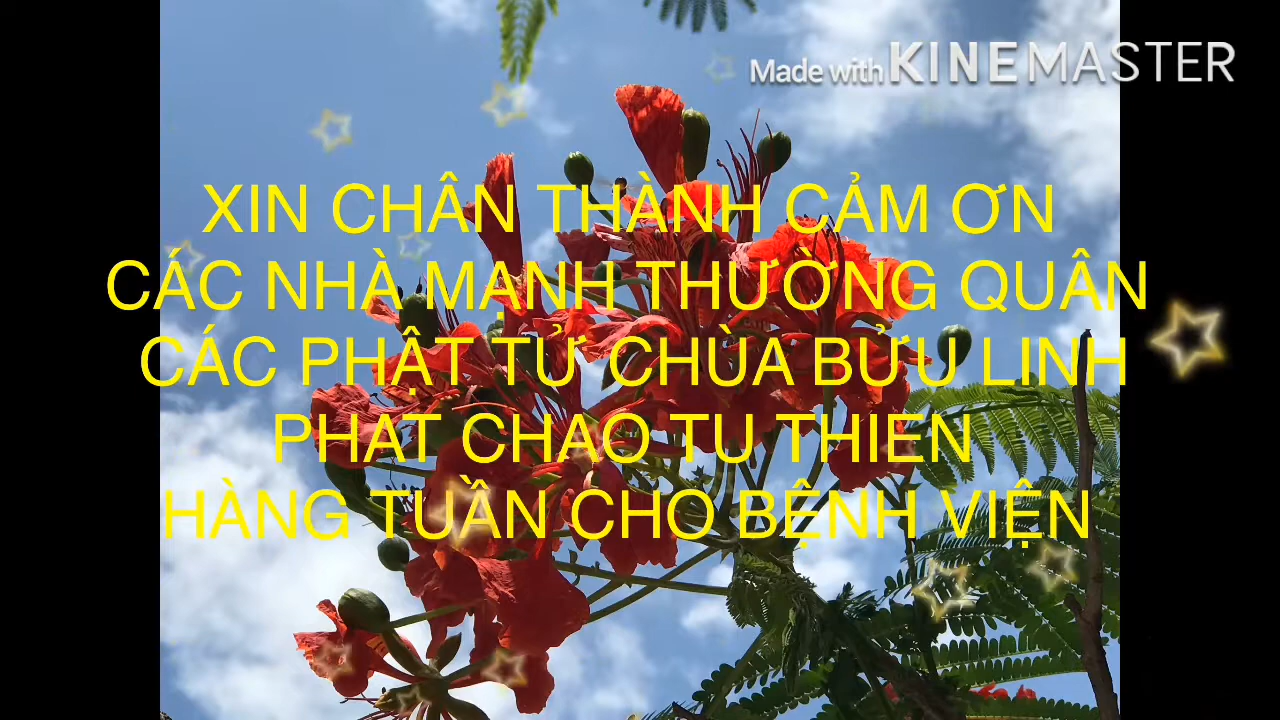 Made with KINEMASTER
XIN CHÂN THÀNH CẢM ƠN
CÁC NHÀ MẠNH THƯỜNG QUÂN
CÁC PHẬT TỬ CHÙA BỬU LINH
PHAT CHAO TU THIEN
HÀNG TUẦN CHO BỆNH VIỆN